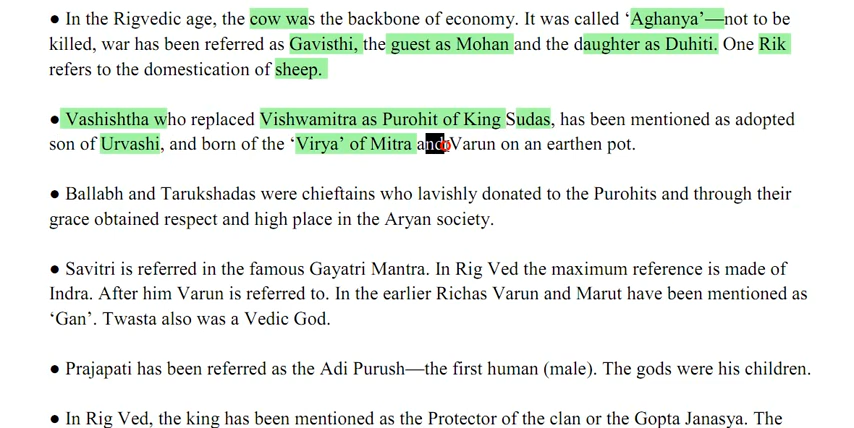 ● In the Rigvedic age, the cow was the backbone of economy. It was called ‘Aghanya’—not to be
killed, war has been referred as Gavisthi, the guest as Mohan and the daughter as Duhiti. One Rik
refers to the domestication of sheep.
● Vashishtha who replaced Vishwamitra as Purohit of King Sudas, has been mentioned as adopted
son of Urvashi, and born of the ‘Virya’ of Mitra and Varun on an earthen pot.
● Ballabh and Tarukshadas were chieftains who lavishly donated to the Purohits and through their
grace obtained respect and high place in the Aryan society.
● Savitri is referred in the famous Gayatri Mantra. In Rig Ved the maximum reference is made of
Indra. After him Varun is referred to. In the earlier Richas Varun and Marut have been mentioned as
‘Gan’. Twasta also was a Vedic God.
● Prajapati has been referred as the Adi Purush—the first human (male). The gods were his children.
● In Rig Ved, the king has been mentioned as the Protector of the clan or the Gopta Janasya. The